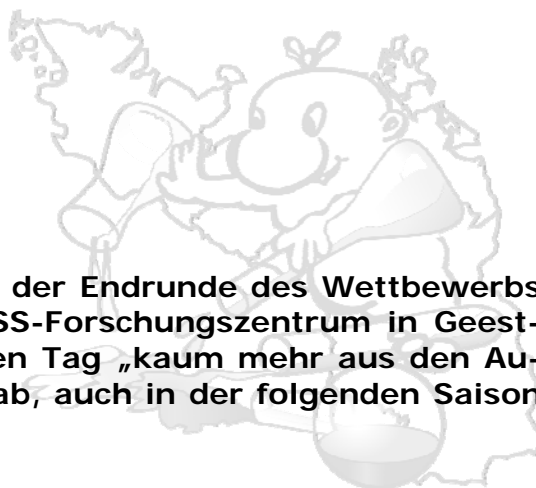 der Endrunde des Wettbewerbs
SS-Forschungszentrum in Geest-
en Tag „kaum mehr aus den Au-
ab, auch in der folgenden Saison